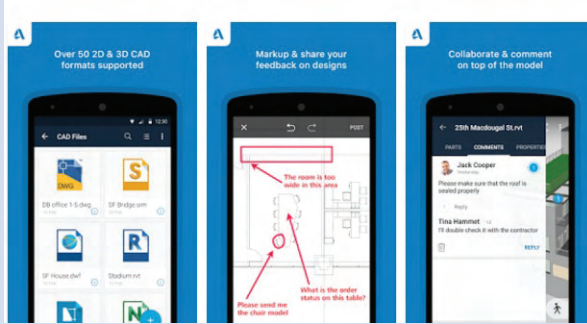 Over 50 2D & 3D CAD
formats supported
12:30
CAD Files
DWG
DB office 1-5.dwg
S
SF Bridge.sim
SF House.dwf
R
Stadium.rvt
N
Markup & share your
feedback on designs
POST
The room is too
wide in this area
What is the order
status on this table?
Please send me
the chair model
Collaborate & comment
on top of the model
25th Macdougal St.rvt
PARTS COMMENTS PROPERTIE
Jack Cooper
Yesterday
1
Please make sure that the roof is
sealed properly
Reply
Tina Hammet
I'll double check it with the contractor
REPLY